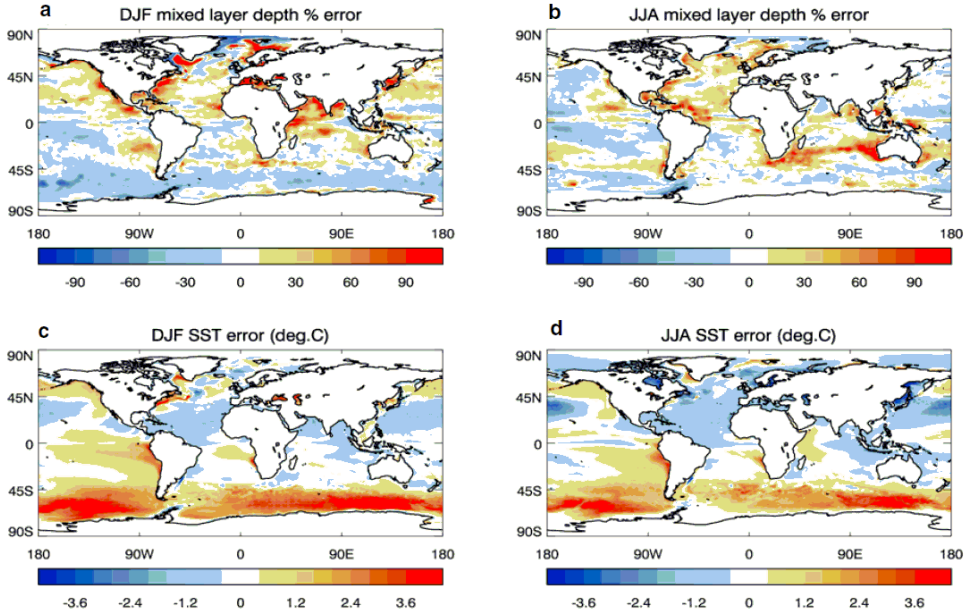 a
DJF mixed layer depth % error
90N
45N
0
45S
90S
180 90W 0 90E 180
-90 -60 -30 0 30 60 90
b
JJA mixed layer depth % error
90N
45N
0
45S
90S
180 90W 0 90E 180
-90 -60 -30 0 30 60 90
c
DJF SST error (deg.C)
90N
45N
0
45S
90S
180 90W 0 90E 180
-3.6 -2.4 -1.2 0 1.2 2.4 3.6
d
JJA SST error (deg.C)
90N
45N
0
45S
90S
180 90W 0 90E 180
-3.6 -2.4 -1.2 0 1.2 2.4 3.6